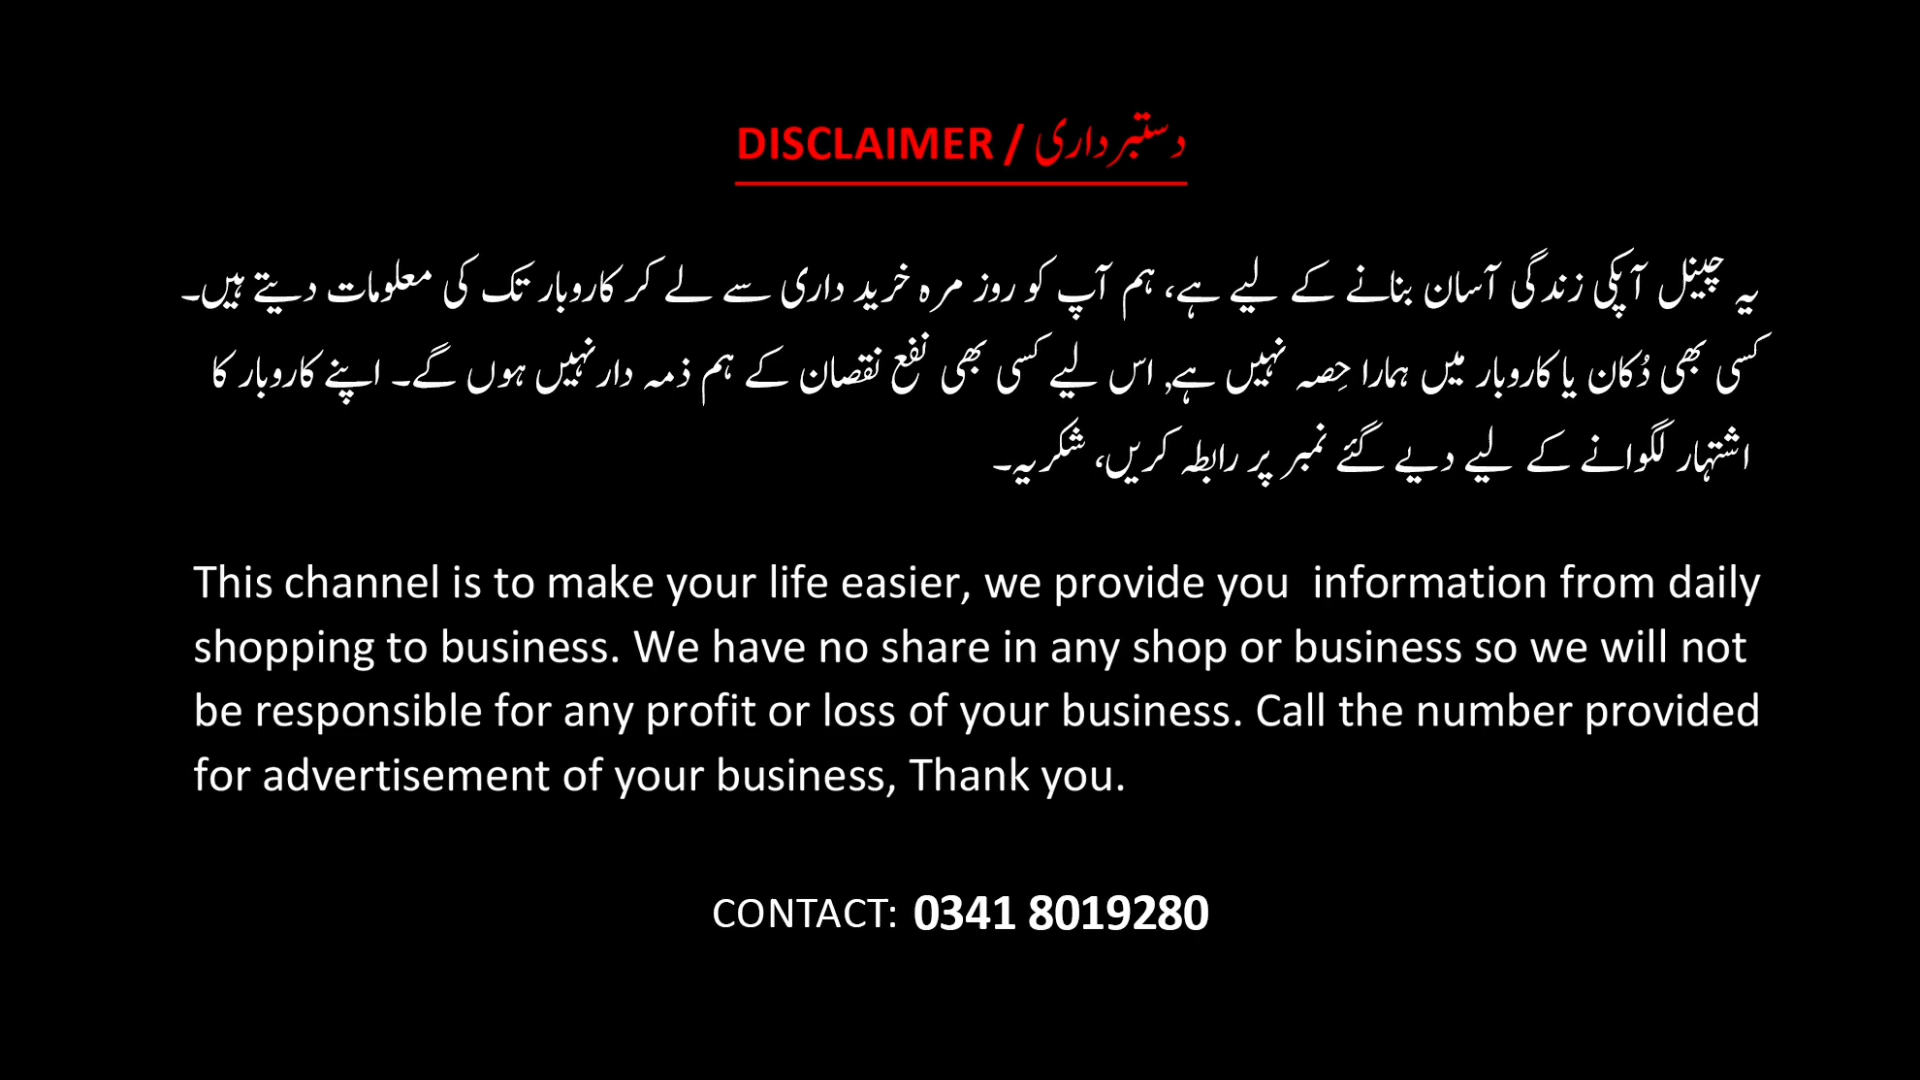 DISCLAIMER / دستبرداری
یہ چینل آپکی زندگی آسان بنانے کے لیے ہے، ہم آپ کو روز مرہ خرید داری سے لے کر کاروبار تک کی معلومات دیتے ہیں۔
کسی بھی دُکان یا کاروبار میں ہمارا حِصہ نہیں ہے, اس لیے کسی بھی نفع نقصان کے ہم ذمہ دار نہیں ہوں گے۔ اپنے کاروبار کا
اشتہار لگوانے کے لیے دیے گئے نمبر پر رابطہ کریں، شکریہ۔
This channel is to make your life easier, we provide you  information from daily
shopping to business. We have no share in any shop or business so we will not
be responsible for any profit or loss of your business. Call the number provided
for advertisement of your business, Thank you.
CONTACT: 0341 8019280